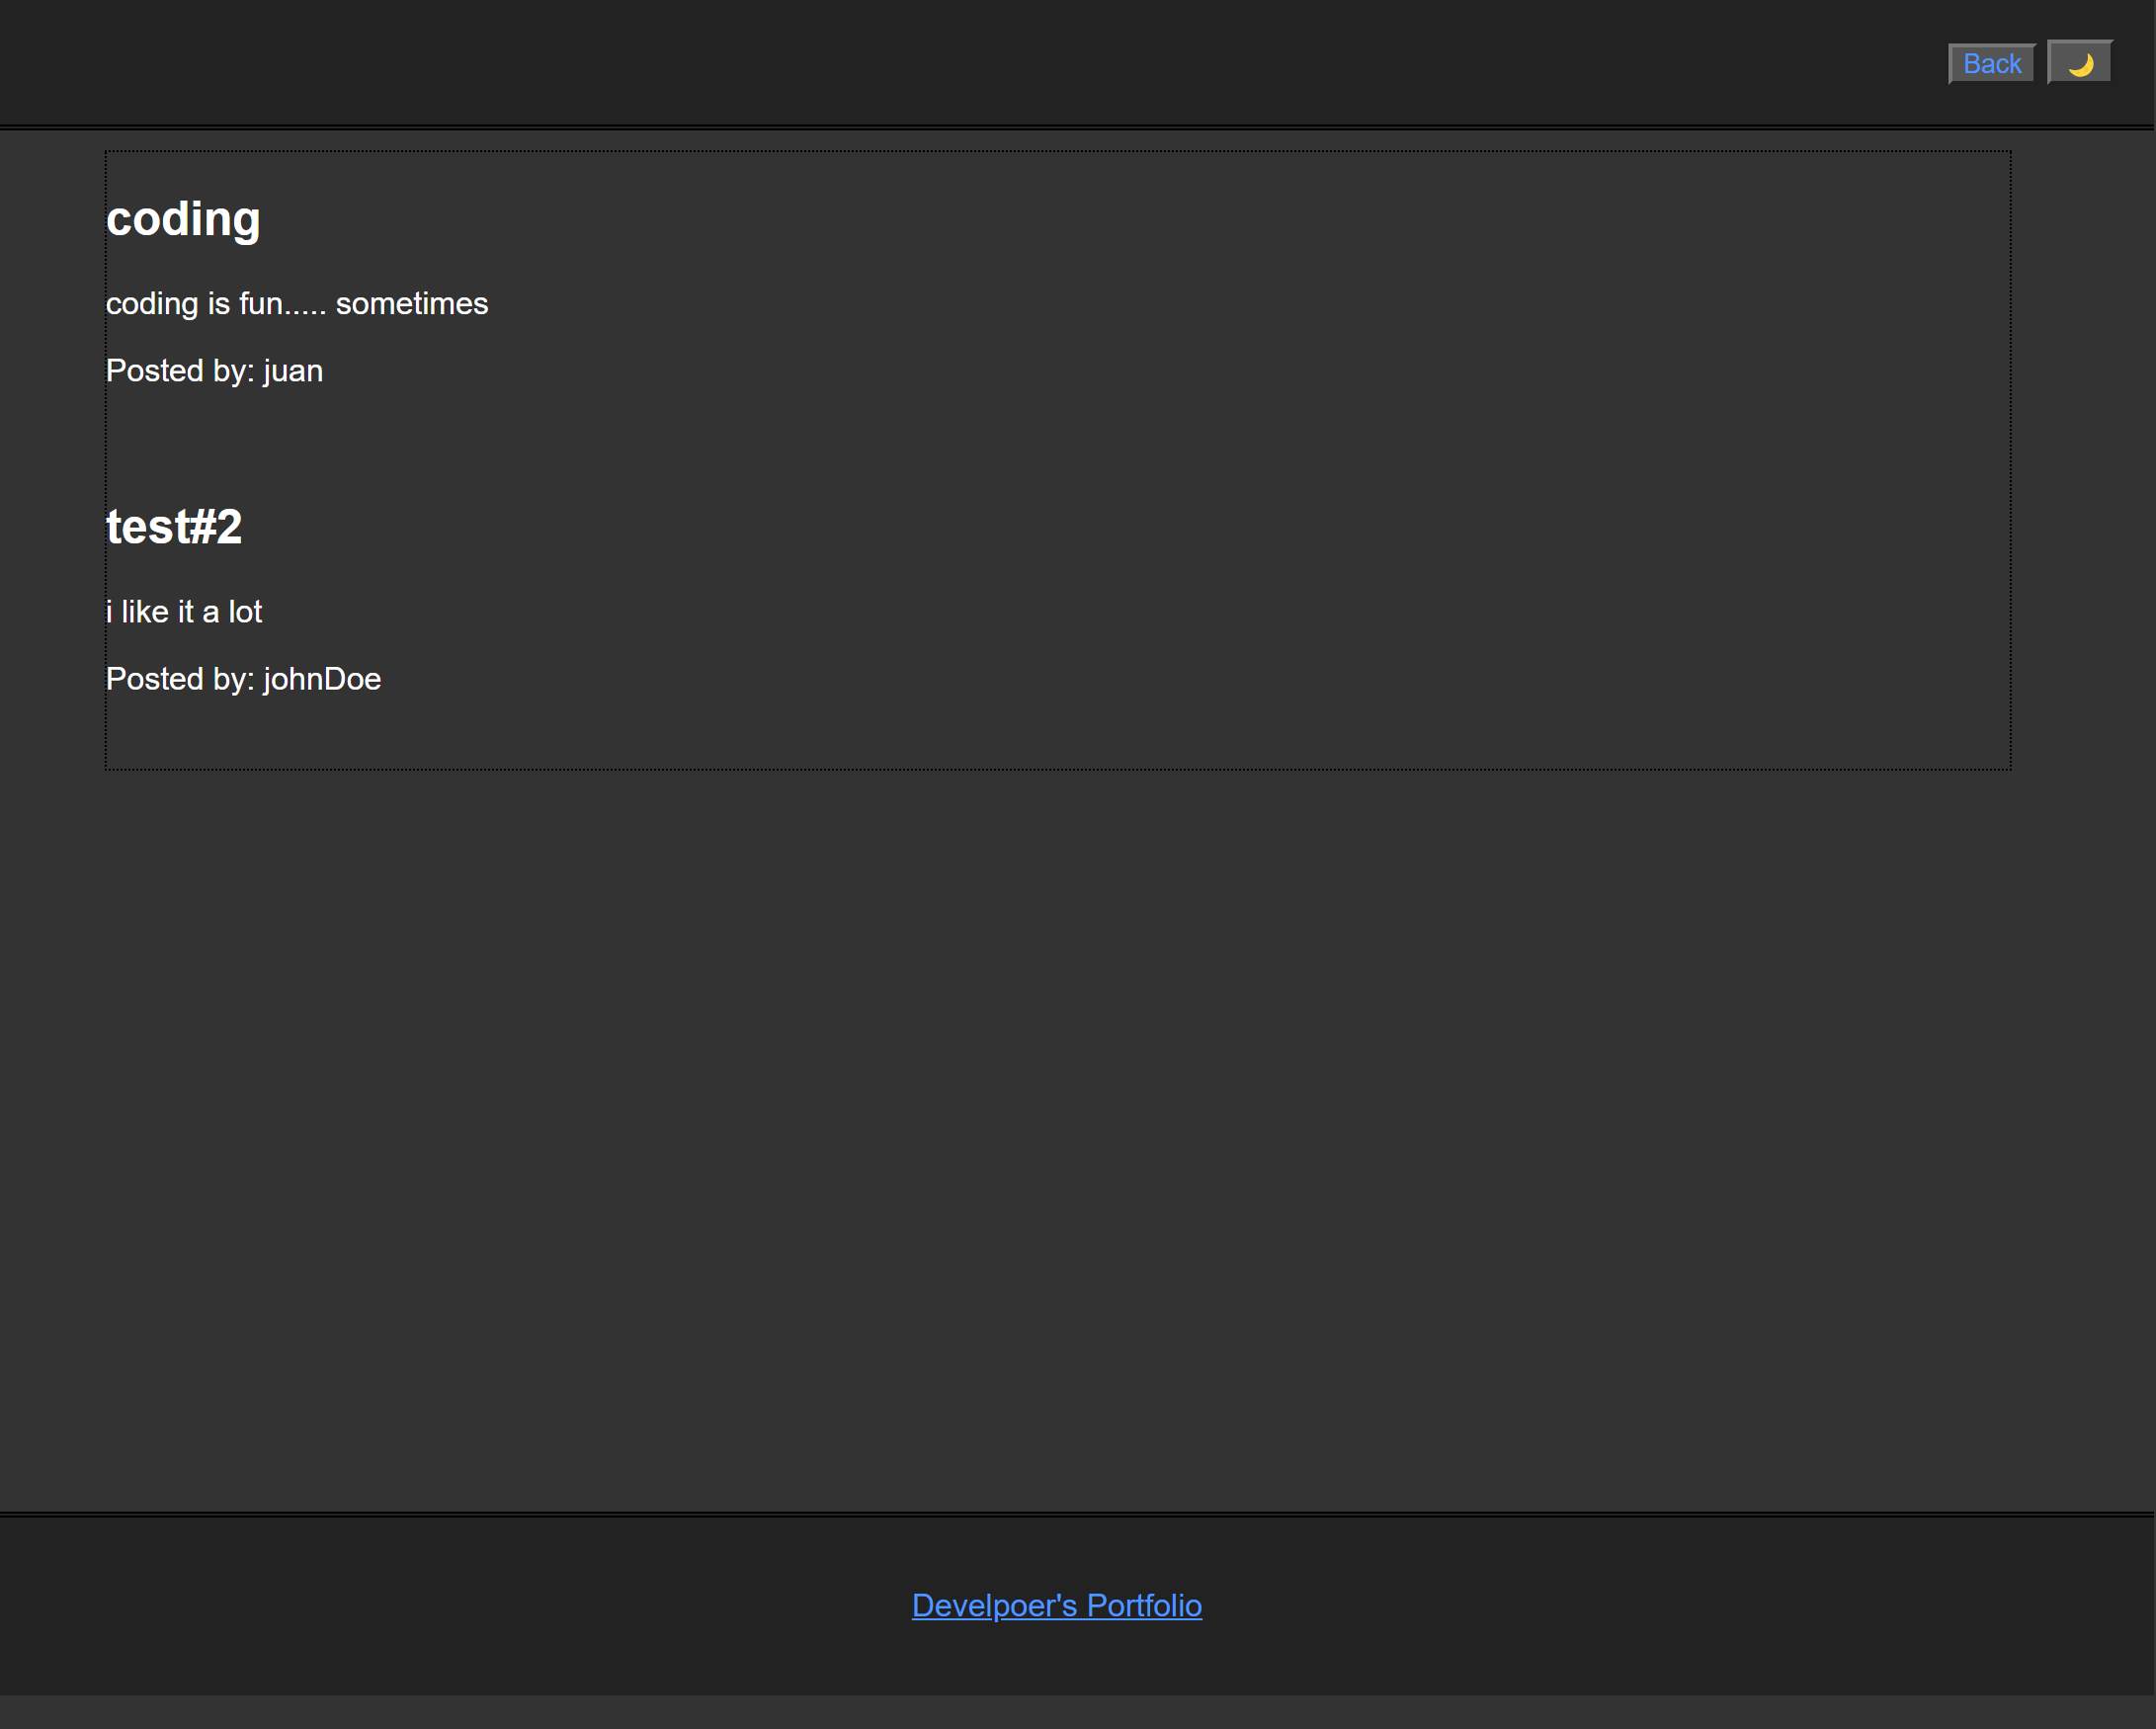 Back 🌙
coding
coding is fun..... sometimes
Posted by: juan
test#2
i like it a lot
Posted by: johnDoe
Develpoer's Portfolio